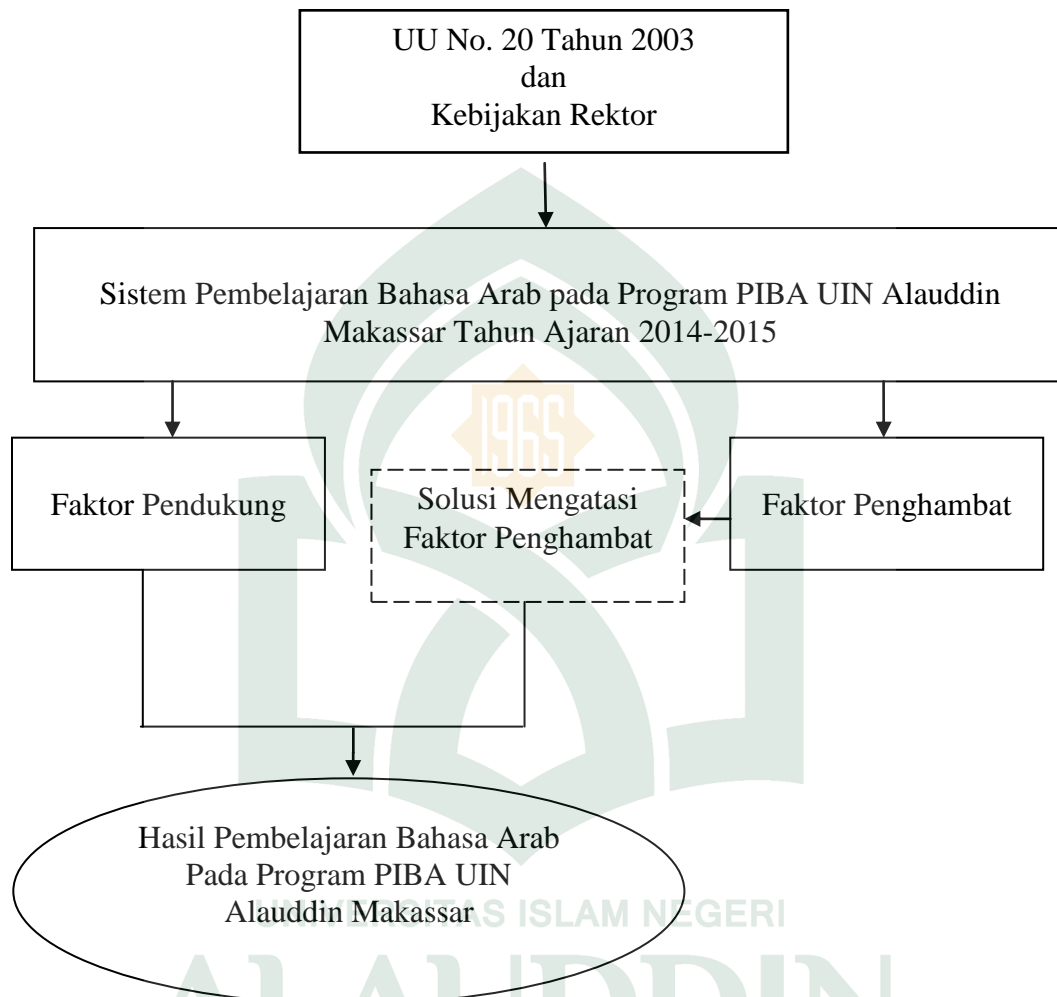 UU No. 20 Tahun 2003
dan
Kebijakan Rektor
Sistem Pembelajaran Bahasa Arab pada Program PIBA UIN Alauddin
Makassar Tahun Ajaran 2014-2015
1965
Faktor Pendukung
Solusi Mengatasi
Faktor Penghambat
Faktor Penghambat
Hasil Pembelajaran Bahasa Arab
Pada Program PIBA UIN
Alauddin Makassar
UNIVERSITAS ISLAM NEGERI
ALAUDDIN